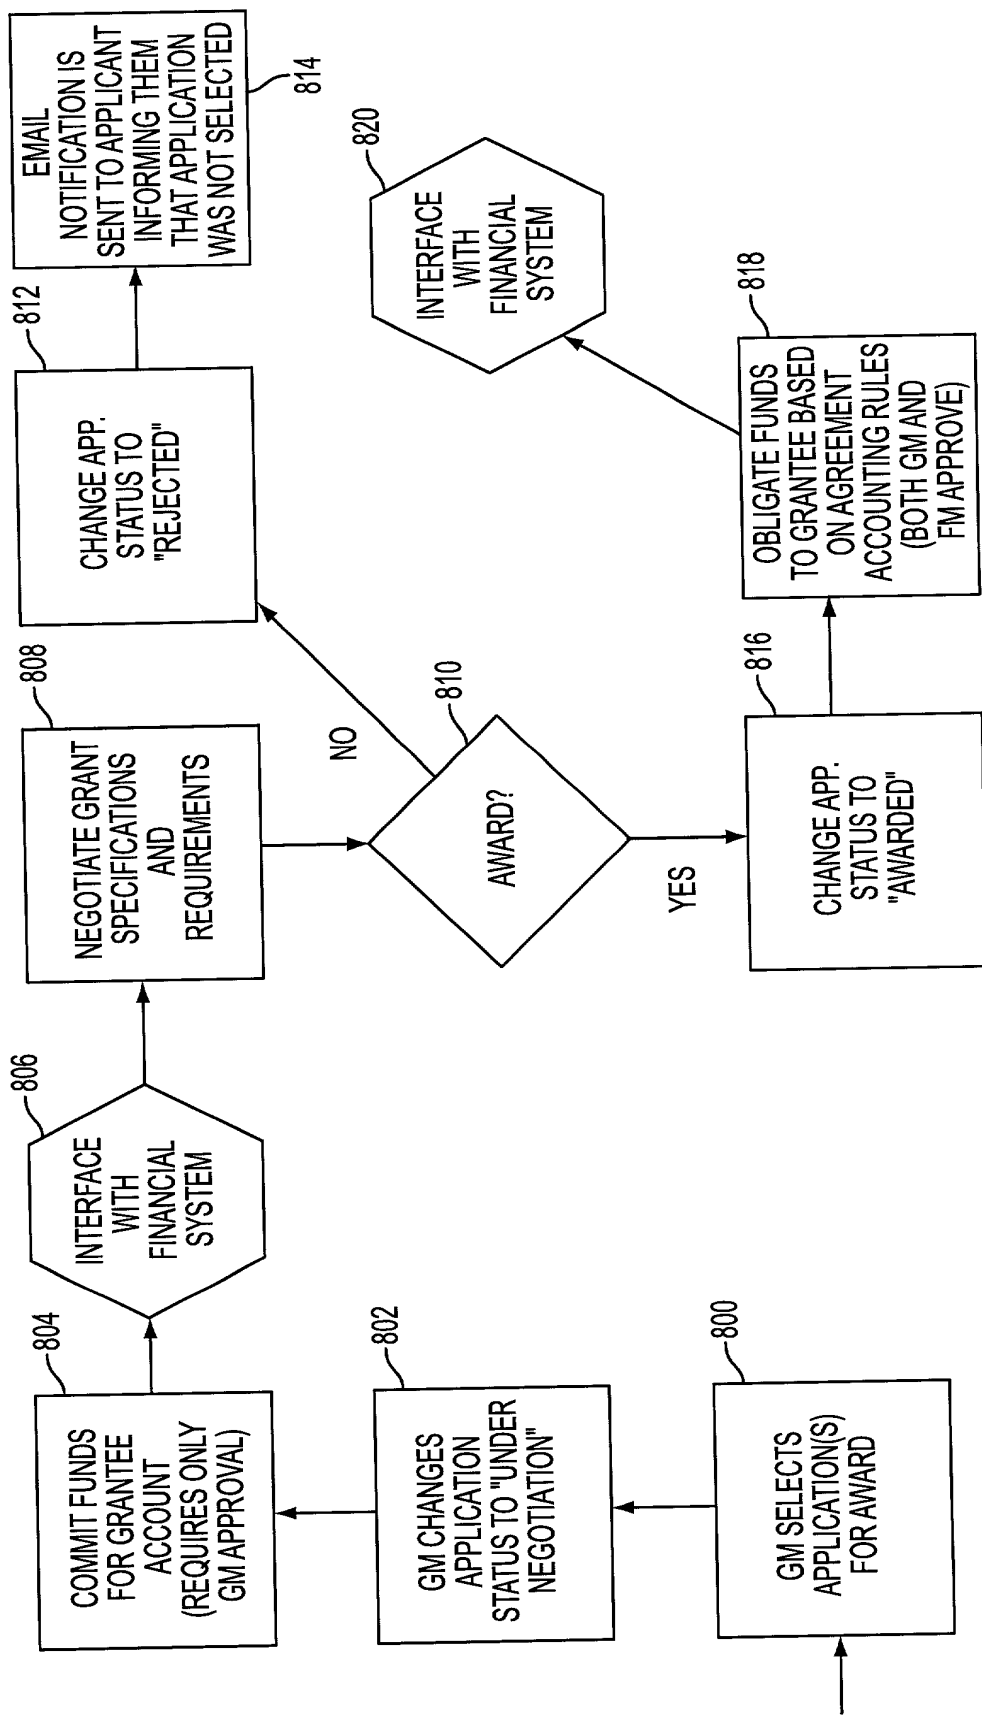 GM SELECTS
APPLICATION(S)
FOR AWARD
800
GM CHANGES
APPLICATION
STATUS TO "UNDER
NEGOTIATION"
802
COMMIT FUNDS
FOR GRANTEE
ACCOUNT
(REQUIRES ONLY
GM APPROVAL)
804
INTERFACE
WITH
FINANCIAL
SYSTEM
806
NEGOTIATE GRANT
SPECIFICATIONS
AND
REQUIREMENTS
808
AWARD?
810
NO
CHANGE APP.
STATUS TO
"REJECTED"
812
EMAIL
NOTIFICATION IS
SENT TO APPLICANT
INFORMING THEM
THAT APPLICATION
WAS NOT SELECTED
814
YES
CHANGE APP.
STATUS TO
"AWARDED"
816
OBLIGATE FUNDS
TO GRANTEE BASED
ON AGREEMENT
ACCOUNTING RULES
(BOTH GM AND
FM APPROVE)
818
INTERFACE
WITH
FINANCIAL
SYSTEM
820